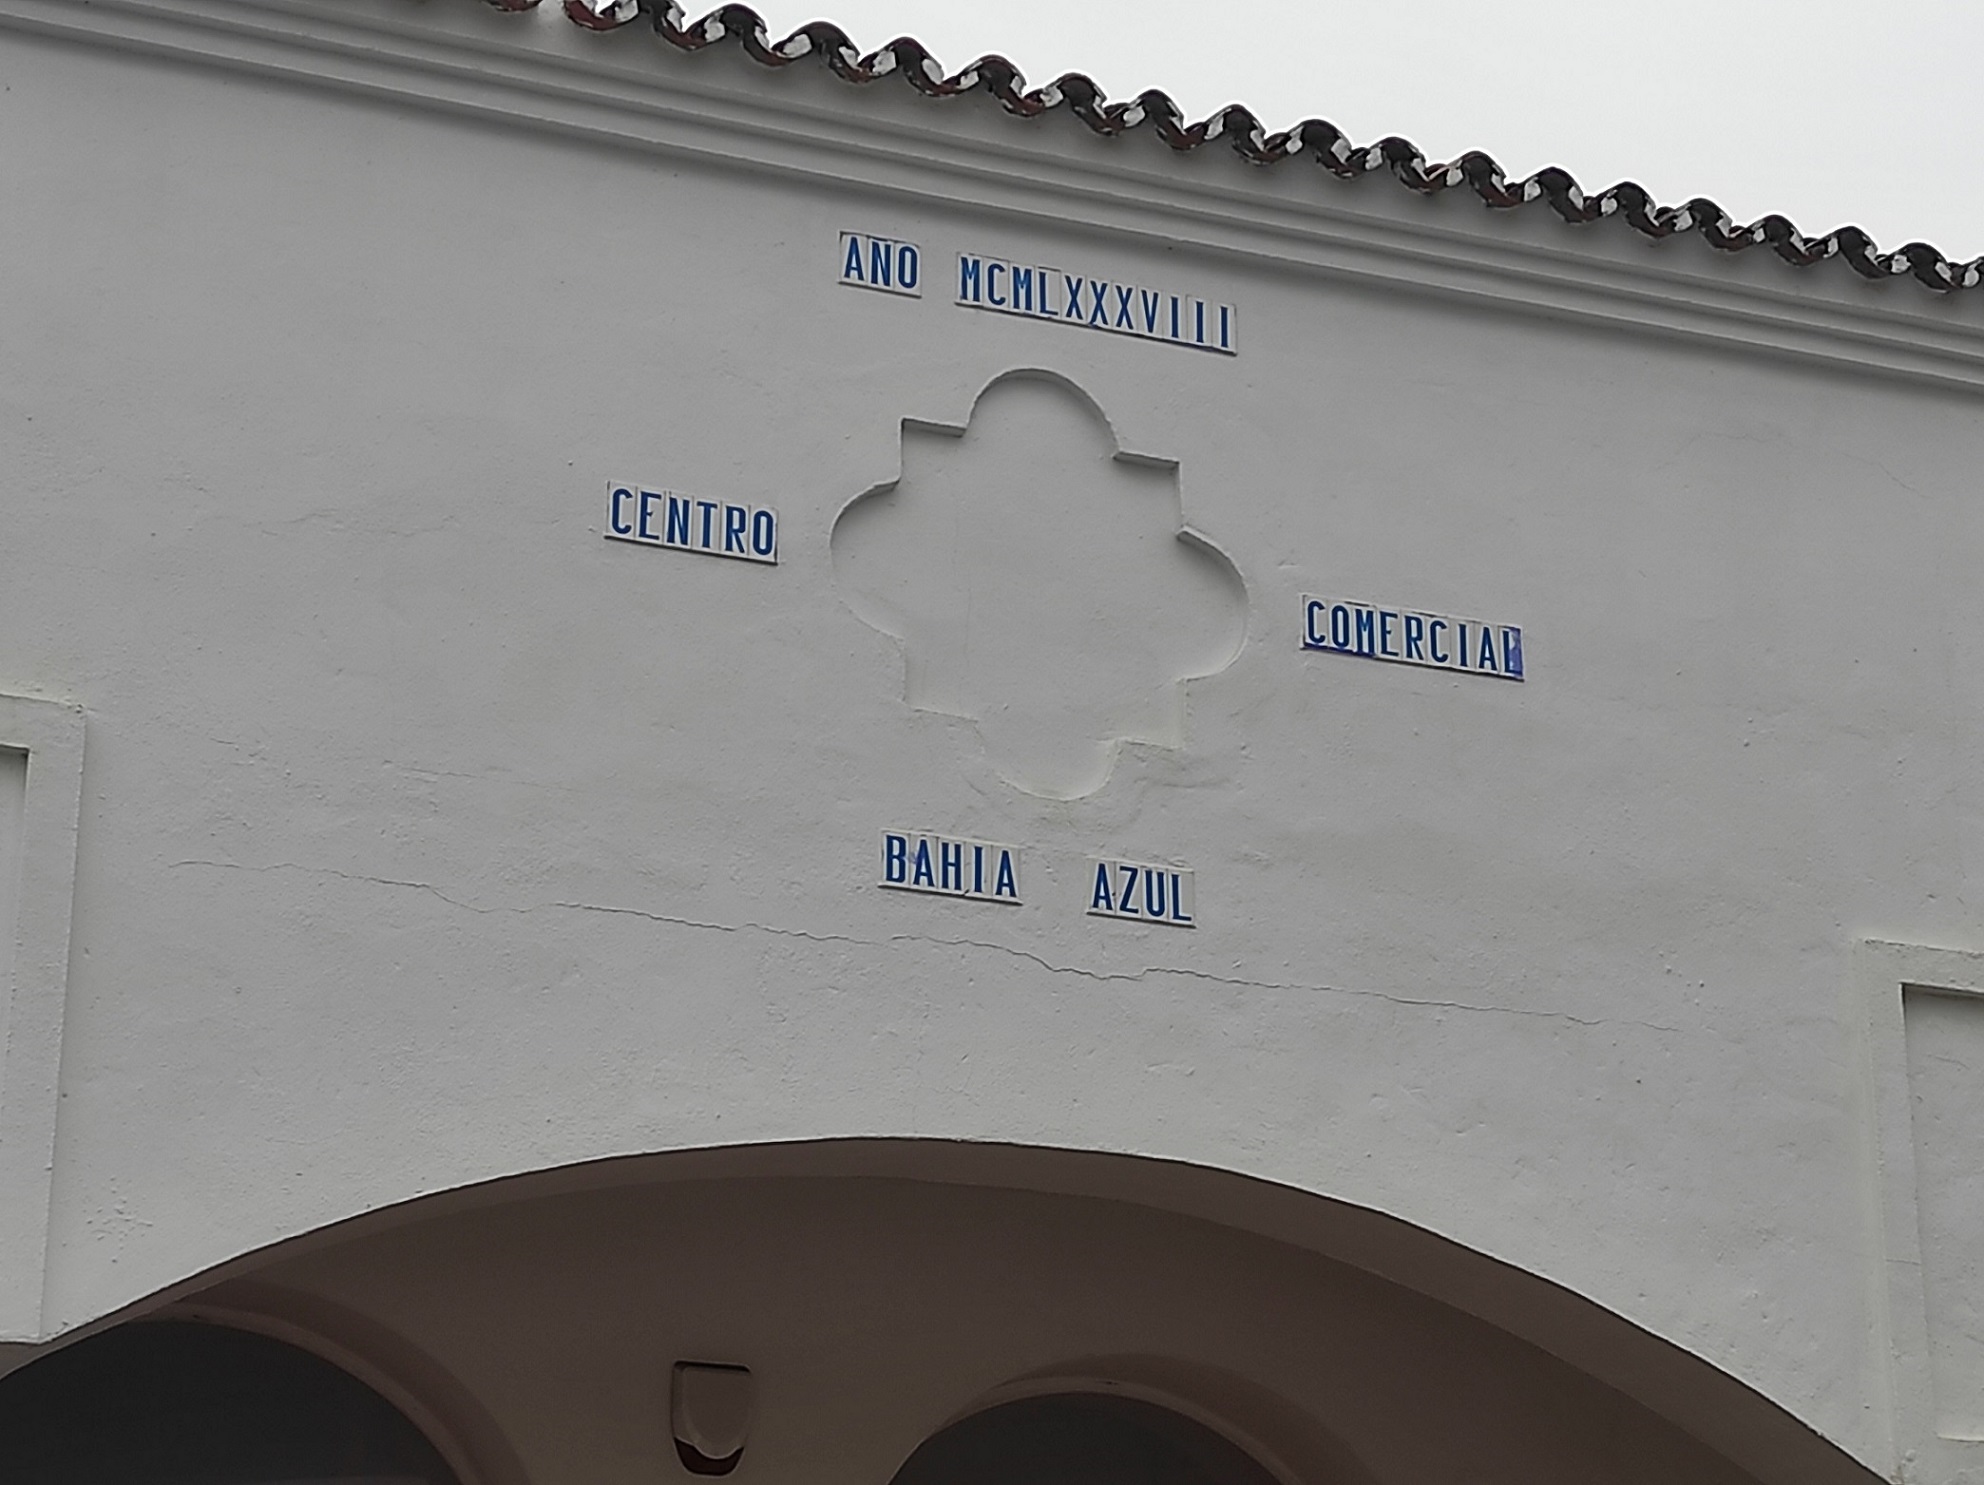 ANO MCMLXXXVIII
CENTRO
COMERCIAL
BAHIA AZUL